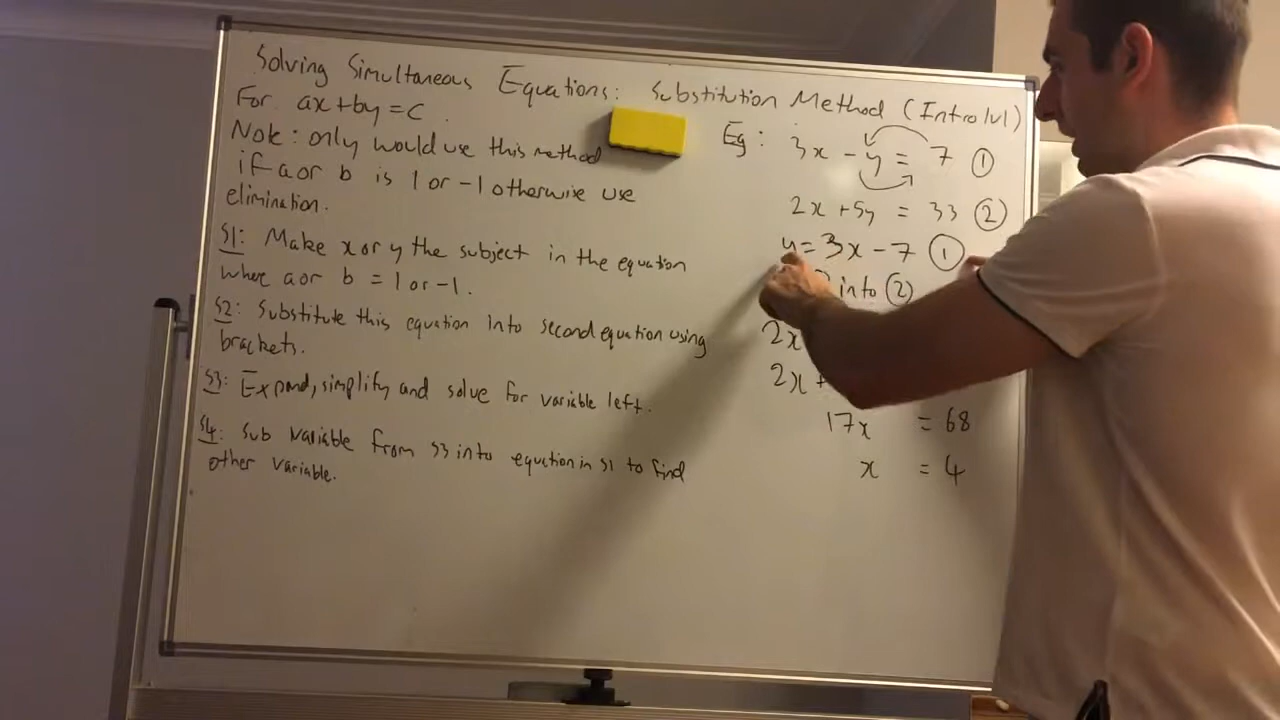 Solving Simultaneous Equations: Substitution Method (Intro lvl)
For ax+by=c
Note: only would use this method
if a or b is 1 or -1 otherwise use
elimination.
S1: Make x or y the subject in the equation
where a or b = 1 or -1.
S2: Substitute this equation into second equation using
brackets.
S3: Expand, simplify and solve for variable left.
S4: Sub variable from S3 into equation in S1 to find
other variable.
Eg: 3x - y = 7 ①
2x +5y = 33 ②
y = 3x - 7 ①
into ②
2x
2x +
17x = 68
x = 4